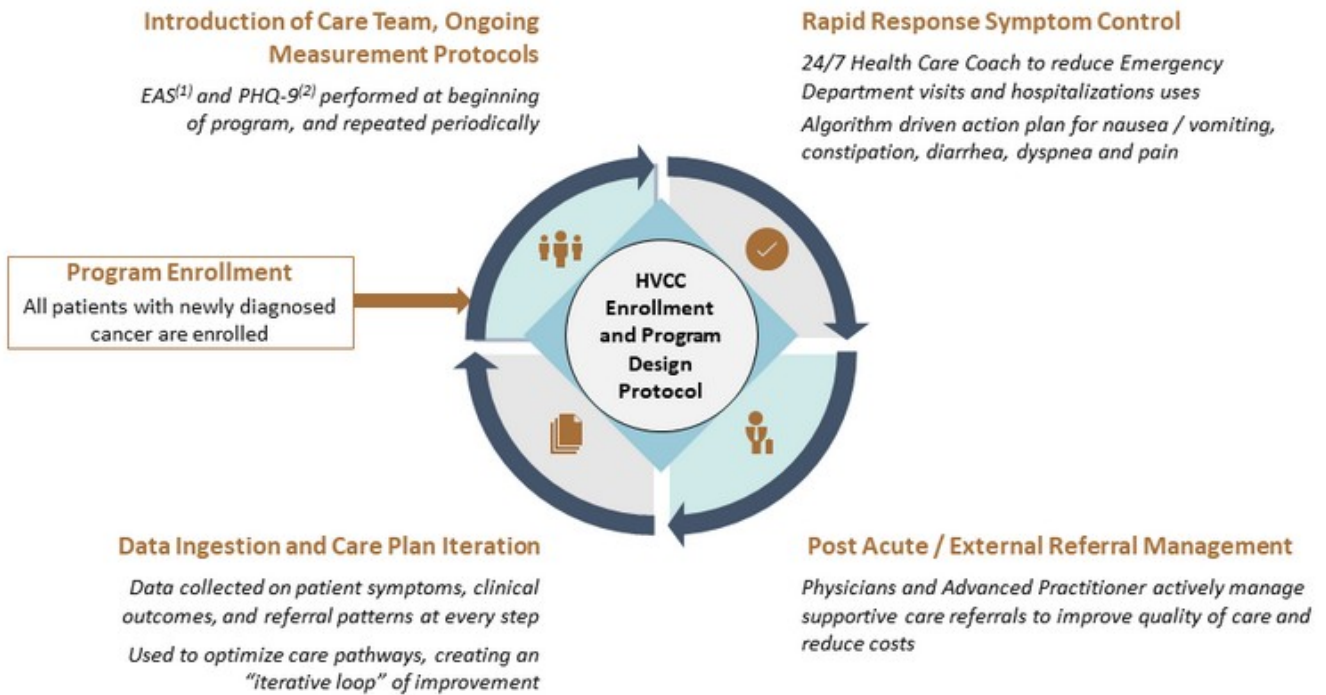 Introduction of Care Team, Ongoing
Measurement Protocols
EAS(1) and PHQ-9(2) performed at beginning
of program, and repeated periodically
Rapid Response Symptom Control
24/7 Health Care Coach to reduce Emergency
Department visits and hospitalizations uses
Algorithm driven action plan for nausea / vomiting,
constipation, diarrhea, dyspnea and pain
Program Enrollment
All patients with newly diagnosed
cancer are enrolled
HVCC
Enrollment
and Program
Design
Protocol
Data Ingestion and Care Plan Iteration
Data collected on patient symptoms, clinical
outcomes, and referral patterns at every step
Used to optimize care pathways, creating an
“iterative loop” of improvement
Post Acute / External Referral Management
Physicians and Advanced Practitioner actively manage
supportive care referrals to improve quality of care and
reduce costs